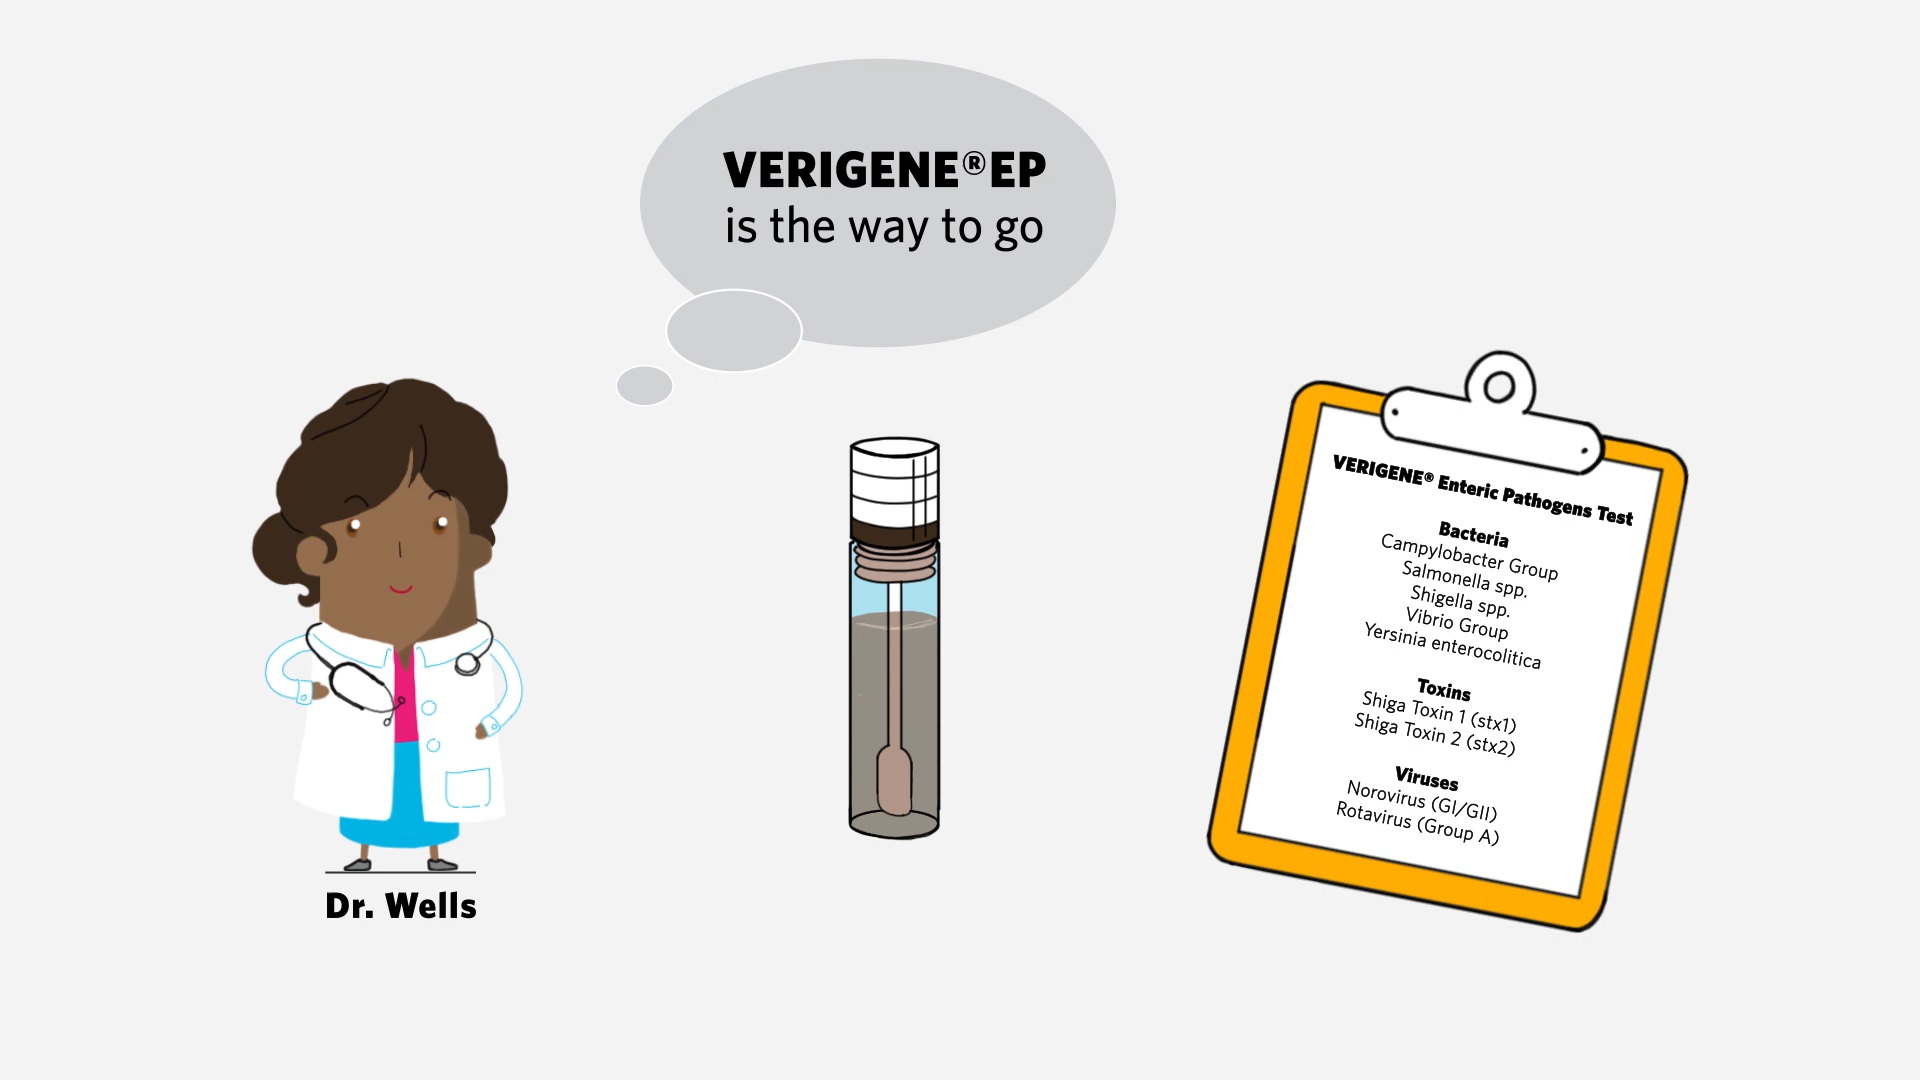 VERIGENE®EP
is the way to go
VERIGENE® Enteric Pathogens Test
Bacteria
Campylobacter Group
Salmonella spp.
Shigella spp.
Vibrio Group
Yersinia enterocolitica
Toxins
Shiga Toxin 1 (stx1)
Shiga Toxin 2 (stx2)
Viruses
Norovirus (GI/GII)
Rotavirus (Group A)
Dr. Wells